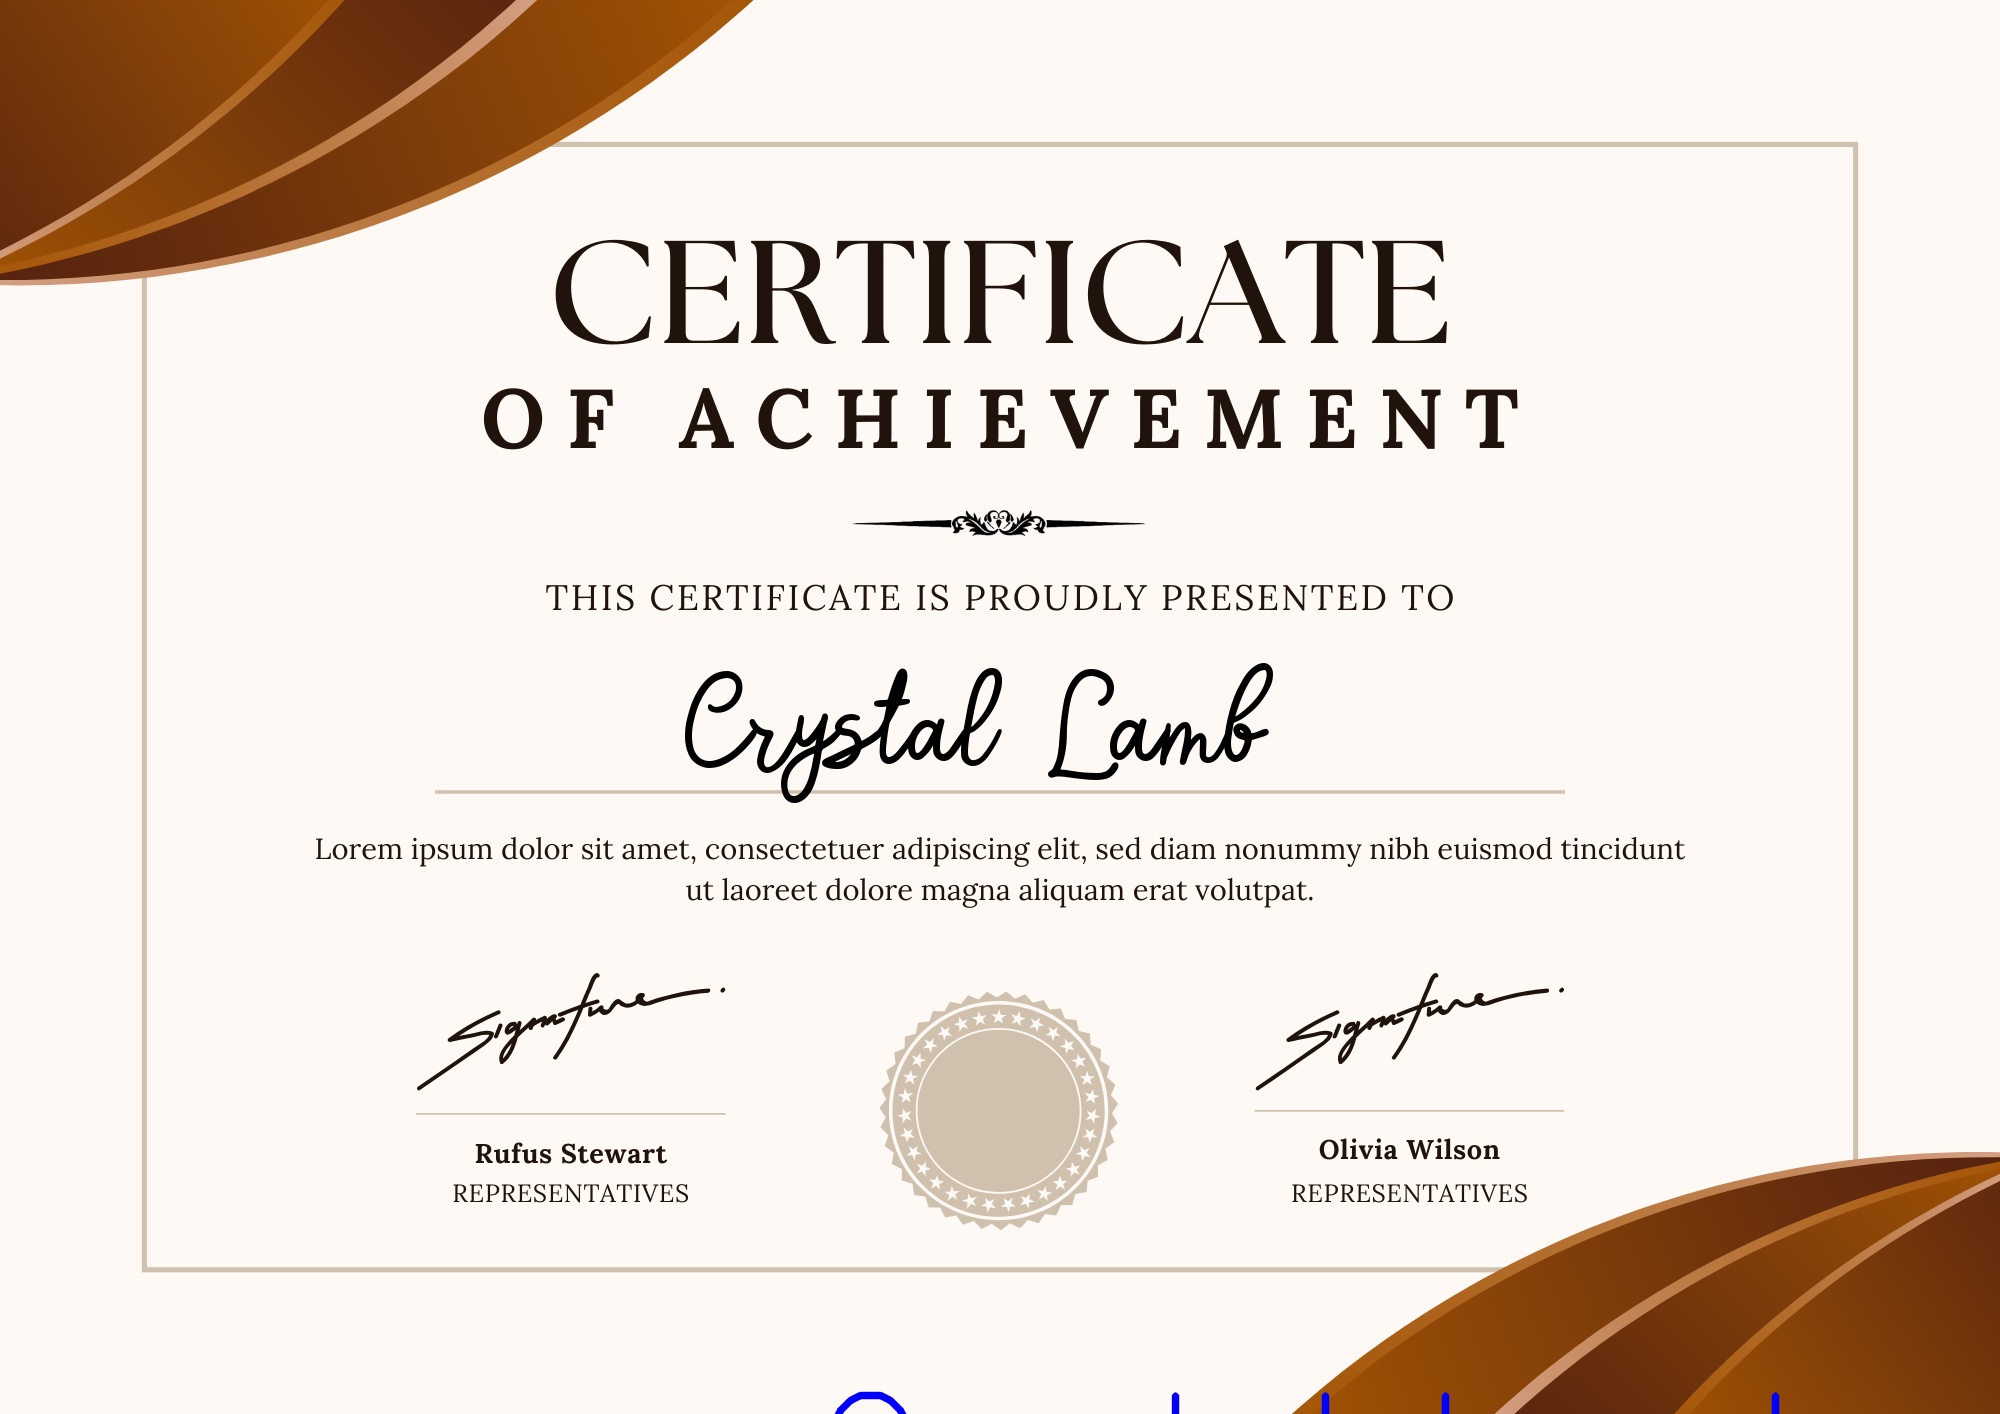 CERTIFICATE
OF ACHIEVEMENT
THIS CERTIFICATE IS PROUDLY PRESENTED TO
Crystal Lamb
Lorem ipsum dolor sit amet, consectetuer adipiscing elit, sed diam nonummy nibh euismod tincidunt
ut laoreet dolore magna aliquam erat volutpat.
Signature
Signature
Rufus Stewart
Olivia Wilson
REPRESENTATIVES
REPRESENTATIVES